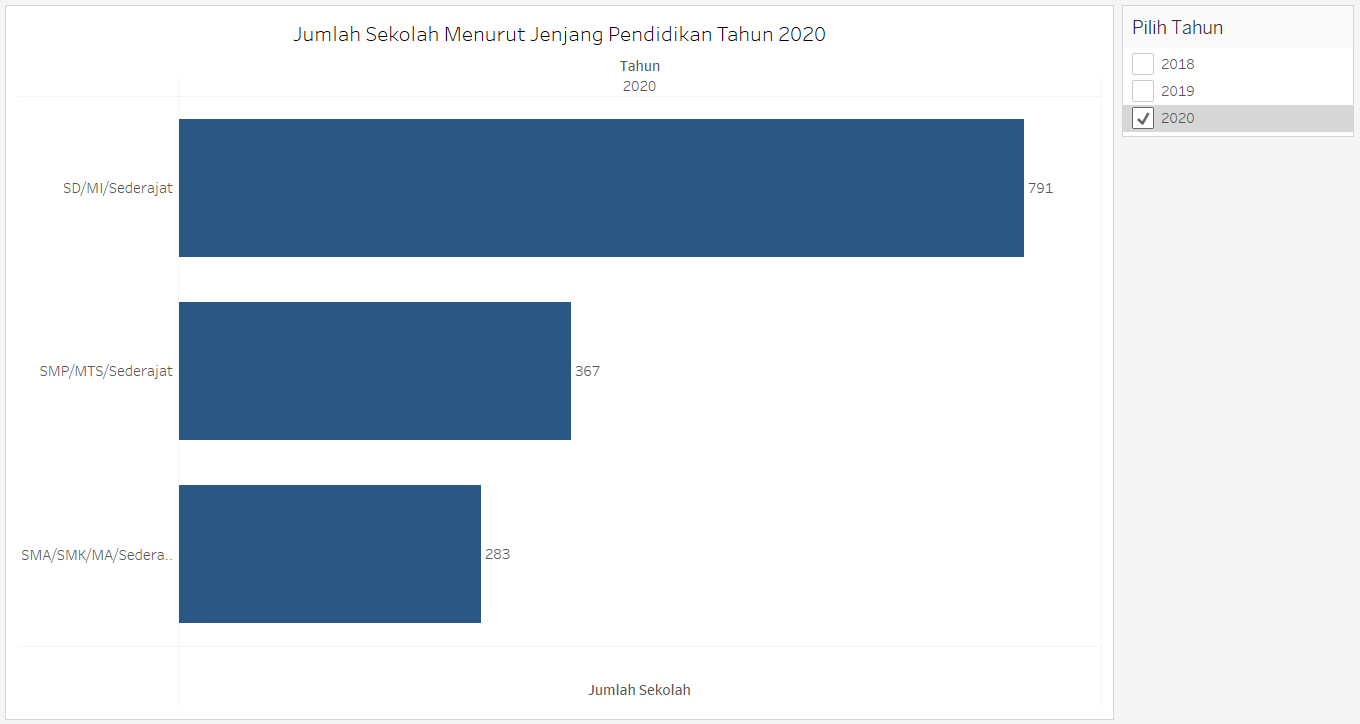 Jumlah Sekolah Menurut Jenjang Pendidikan Tahun 2020
Tahun
2020
SD/MI/Sederajat
791
SMP/MTS/Sederajat
367
SMA/SMK/MA/Sedera..
283
Jumlah Sekolah
Pilih Tahun
2018
2019
2020